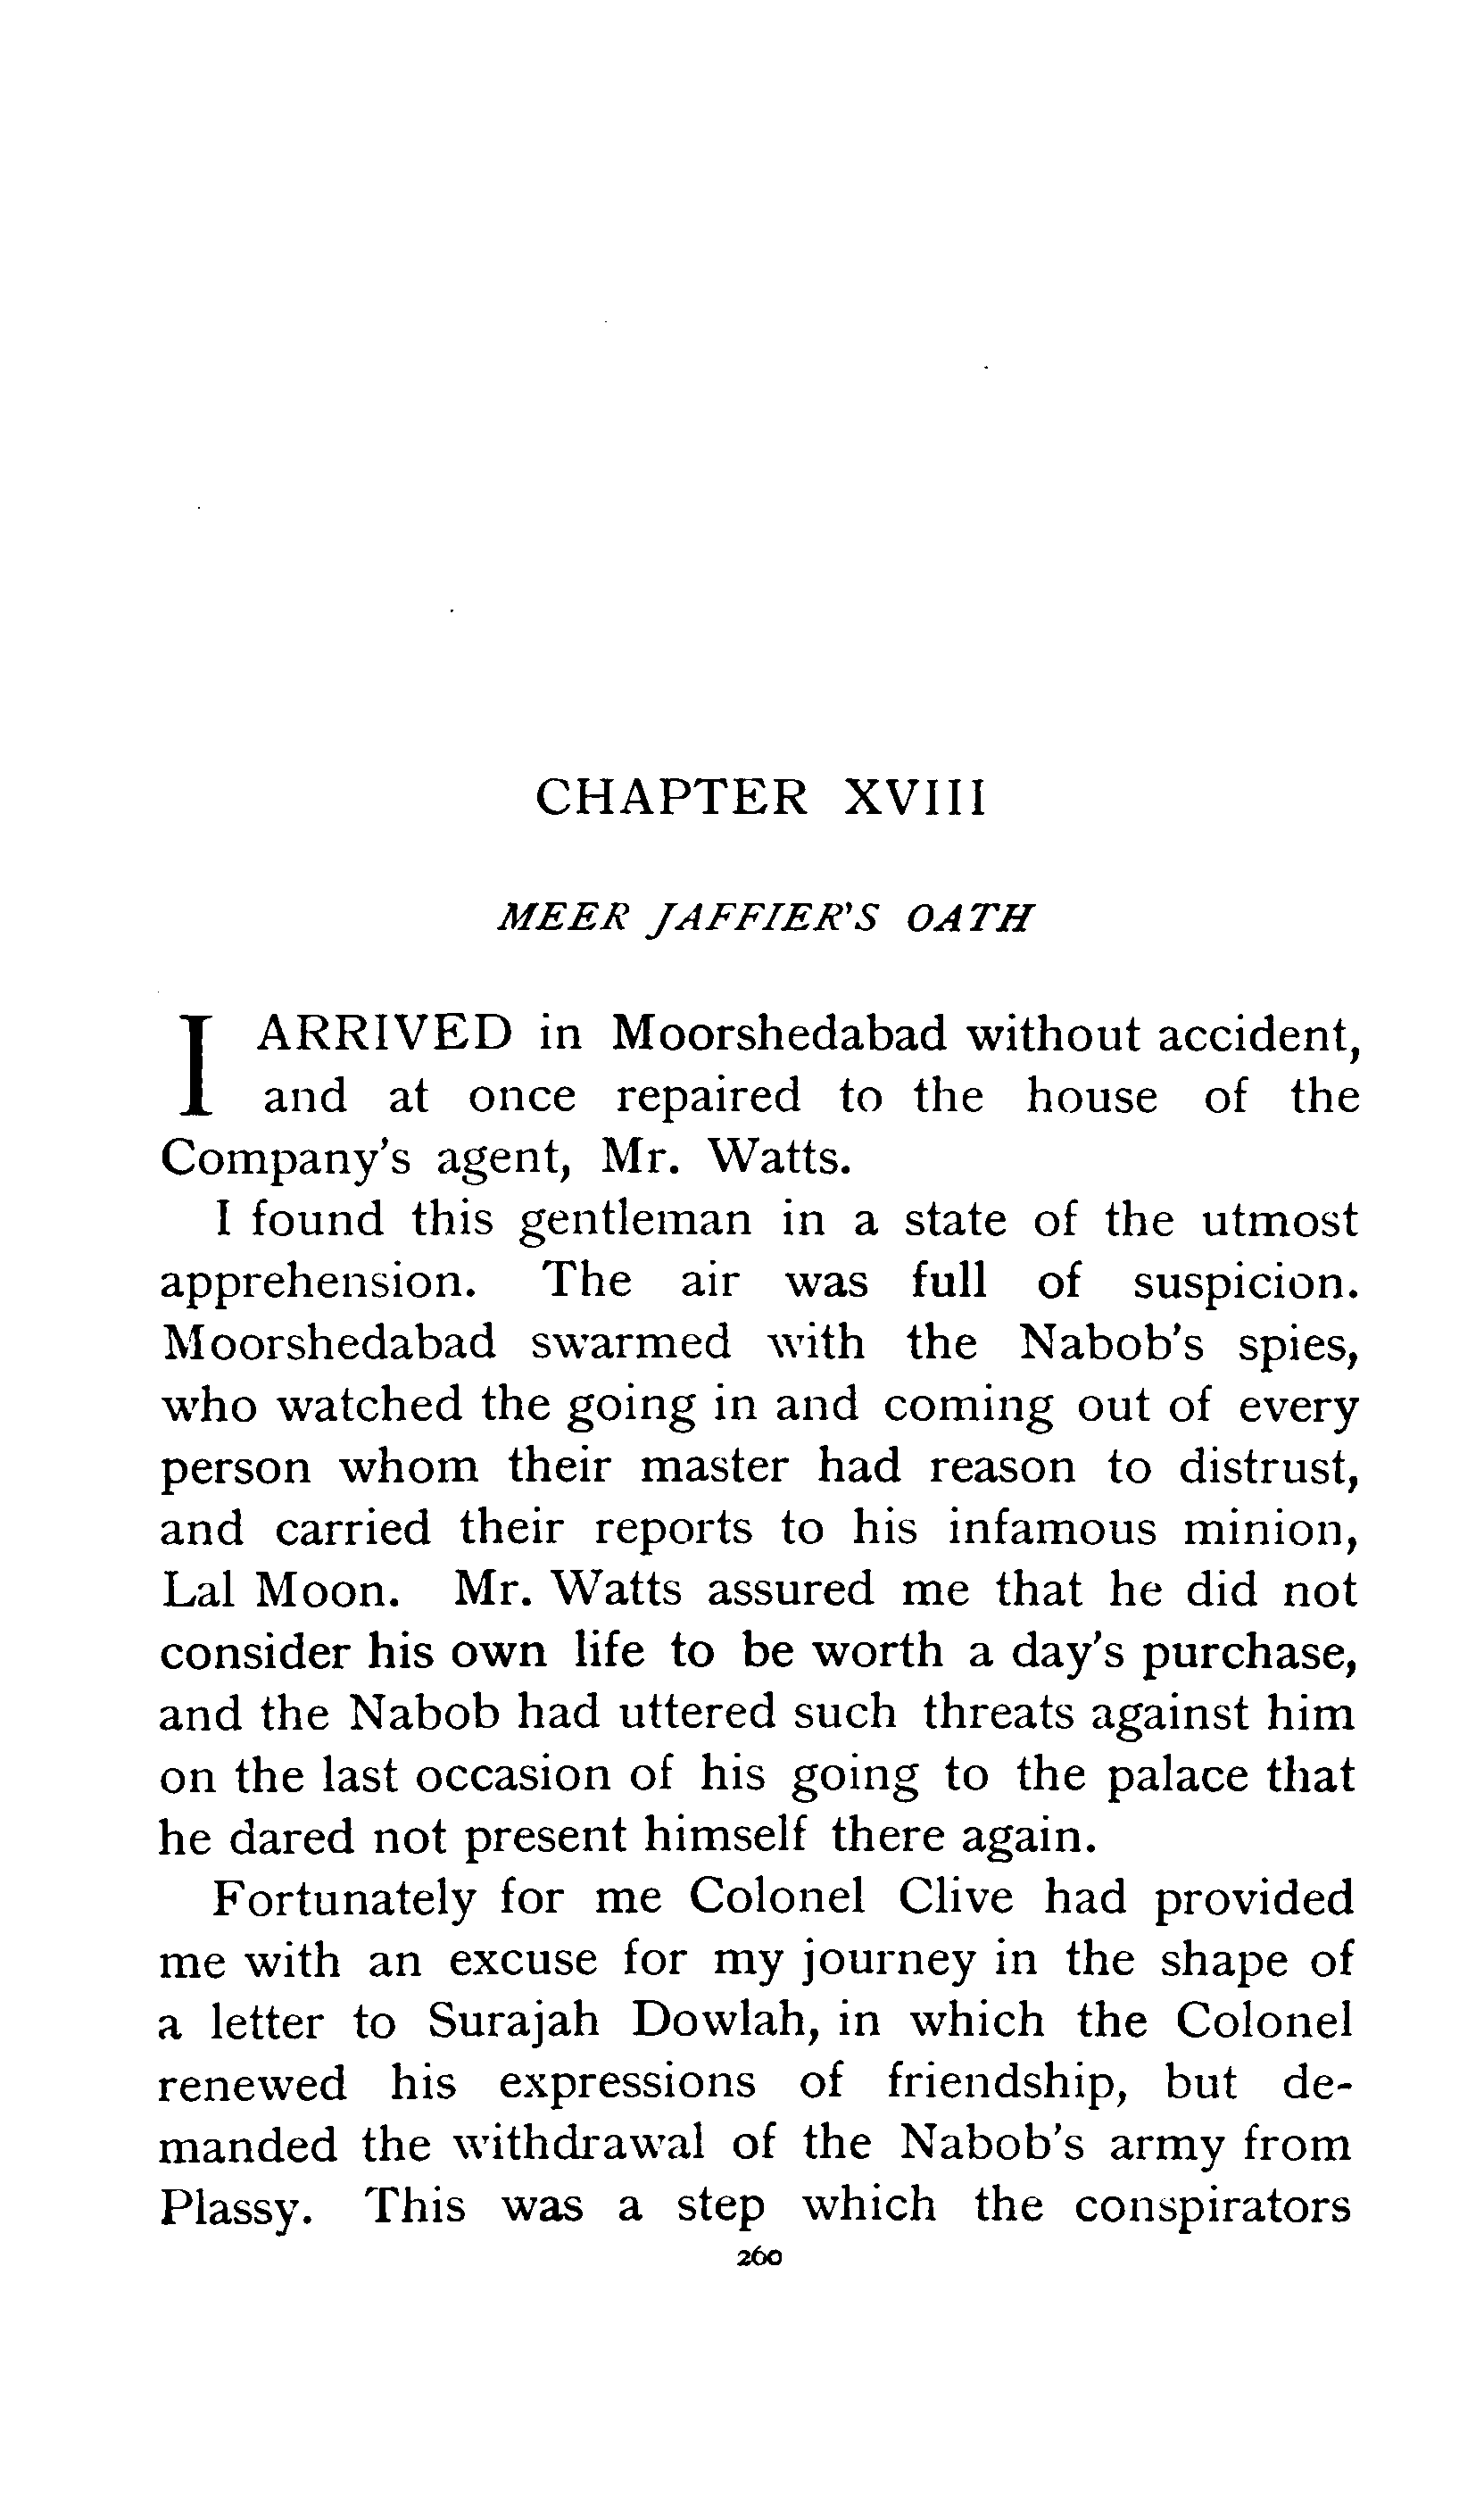 CHAPTER XVIII
MEER JAFFIER'S OATH
I ARRIVED in Moorshedabad without accident,
and at once repaired to the house of the
Company's agent, Mr. Watts.
I found this gentleman in a state of the utmost
apprehension. The air was full of suspicion.
Moorshedabad swarmed with the Nabob's spies,
who watched the going in and coming out of every
person whom their master had reason to distrust,
and carried their reports to his infamous minion,
Lal Moon. Mr. Watts assured me that he did not
consider his own life to be worth a day's purchase,
and the Nabob had uttered such threats against him
on the last occasion of his going to the palace that
he dared not present himself there again.
Fortunately for me Colonel Clive had provided
me with an excuse for my journey in the shape of
a letter to Surajah Dowlah, in which the Colonel
renewed his expressions of friendship, but de-
manded the withdrawal of the Nabob's army from
Plassy. This was a step which the conspirators
260